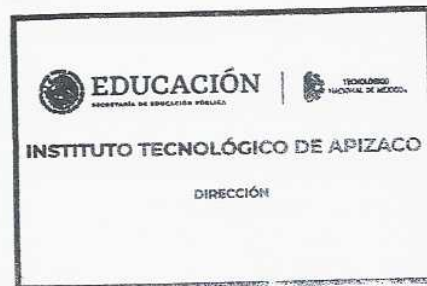 EDUCACIÓN
SECRETARÍA DE EDUCACIÓN PÚBLICA
TECNOLÓGICO
NACIONAL DE MÉXICO®
INSTITUTO TECNOLÓGICO DE APIZACO
DIRECCIÓN